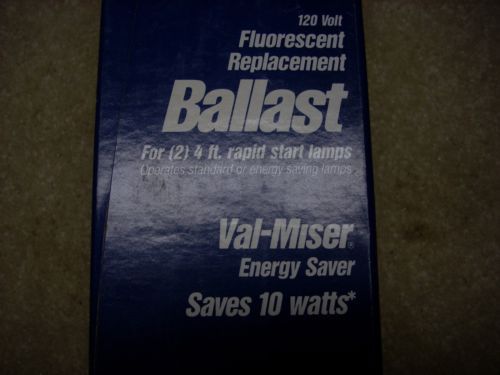 120 Volt
Fluorescent
Replacement
Ballast
For (2) 4 ft. rapid start lamps
Operates standard or energy saving lamps
Val-Miser®
Energy Saver
Saves 10 watts*